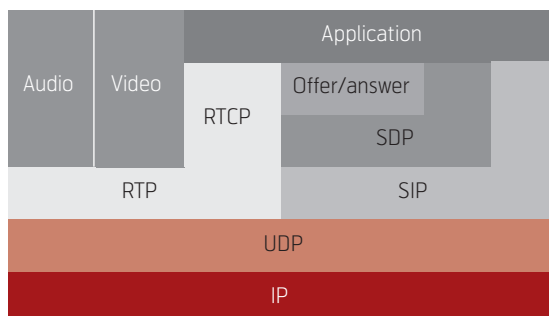 Application
Audio
Video
Offer/answer
RTCP
SDP
RTP
SIP
UDP
IP